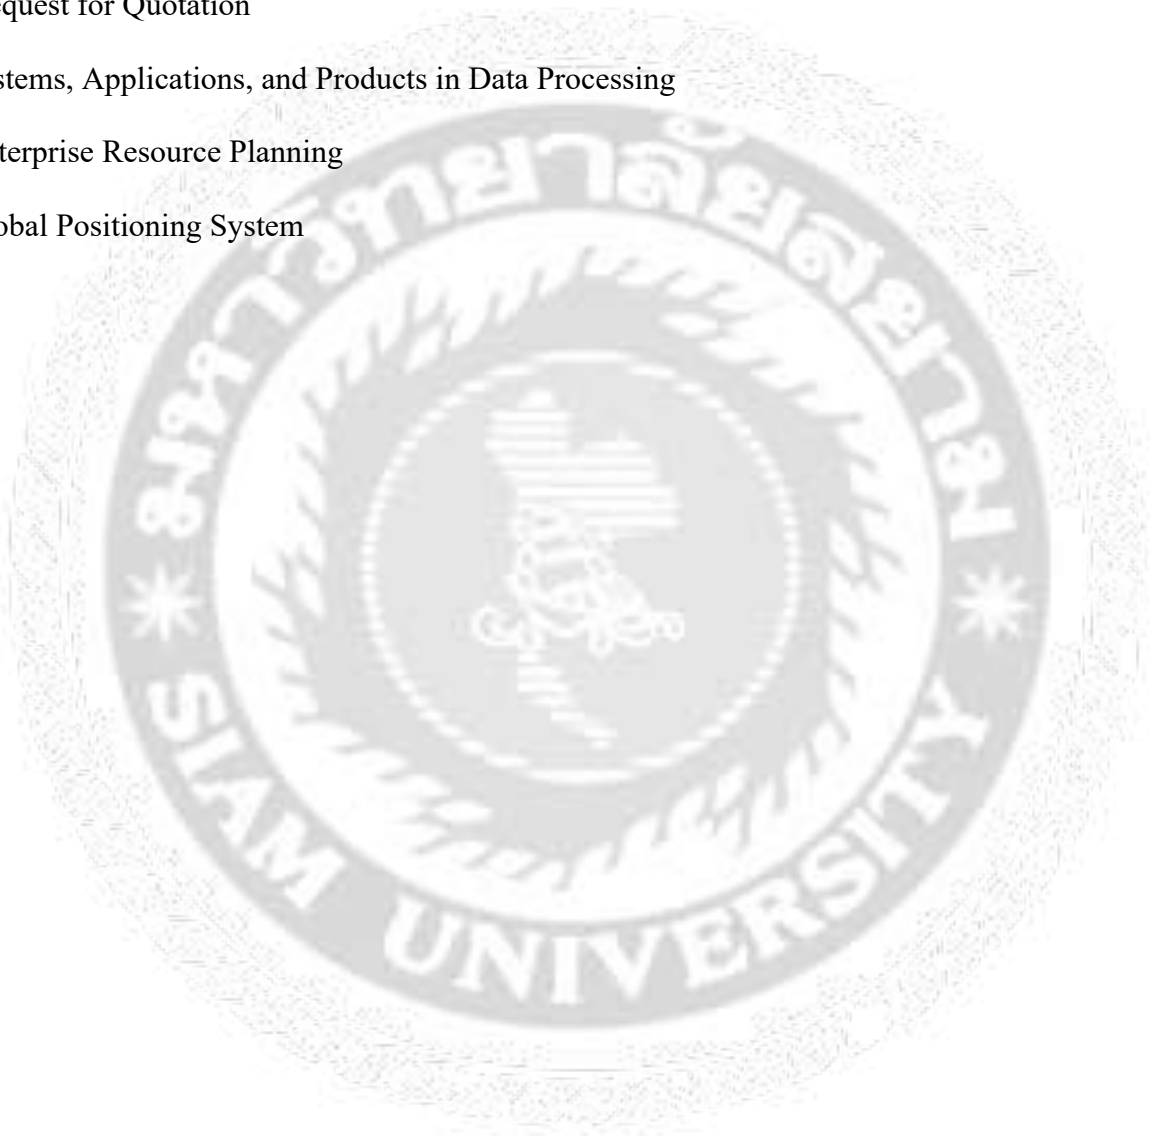 equest for Quotation
stems, Applications, and Products in Data Processing
terprise Resource Planning
obal Positioning System
มหาวิทยาลัยสยาม
SIAM UNIVERSITY